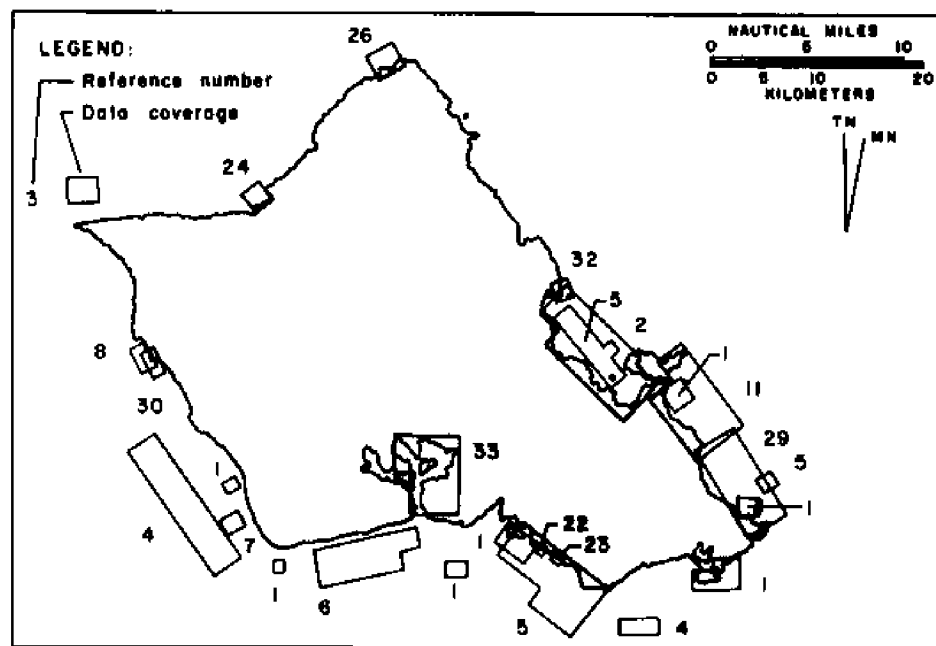 LEGEND:
Reference number
Data coverage
3
26
24
NAUTICAL MILES
0 5 10
0 5 10 20
KILOMETERS
TN
MN
32
5
2
1
11
8
30
29
5
33
1
1
4
7
22
1
23
1
6
1
1
5
4